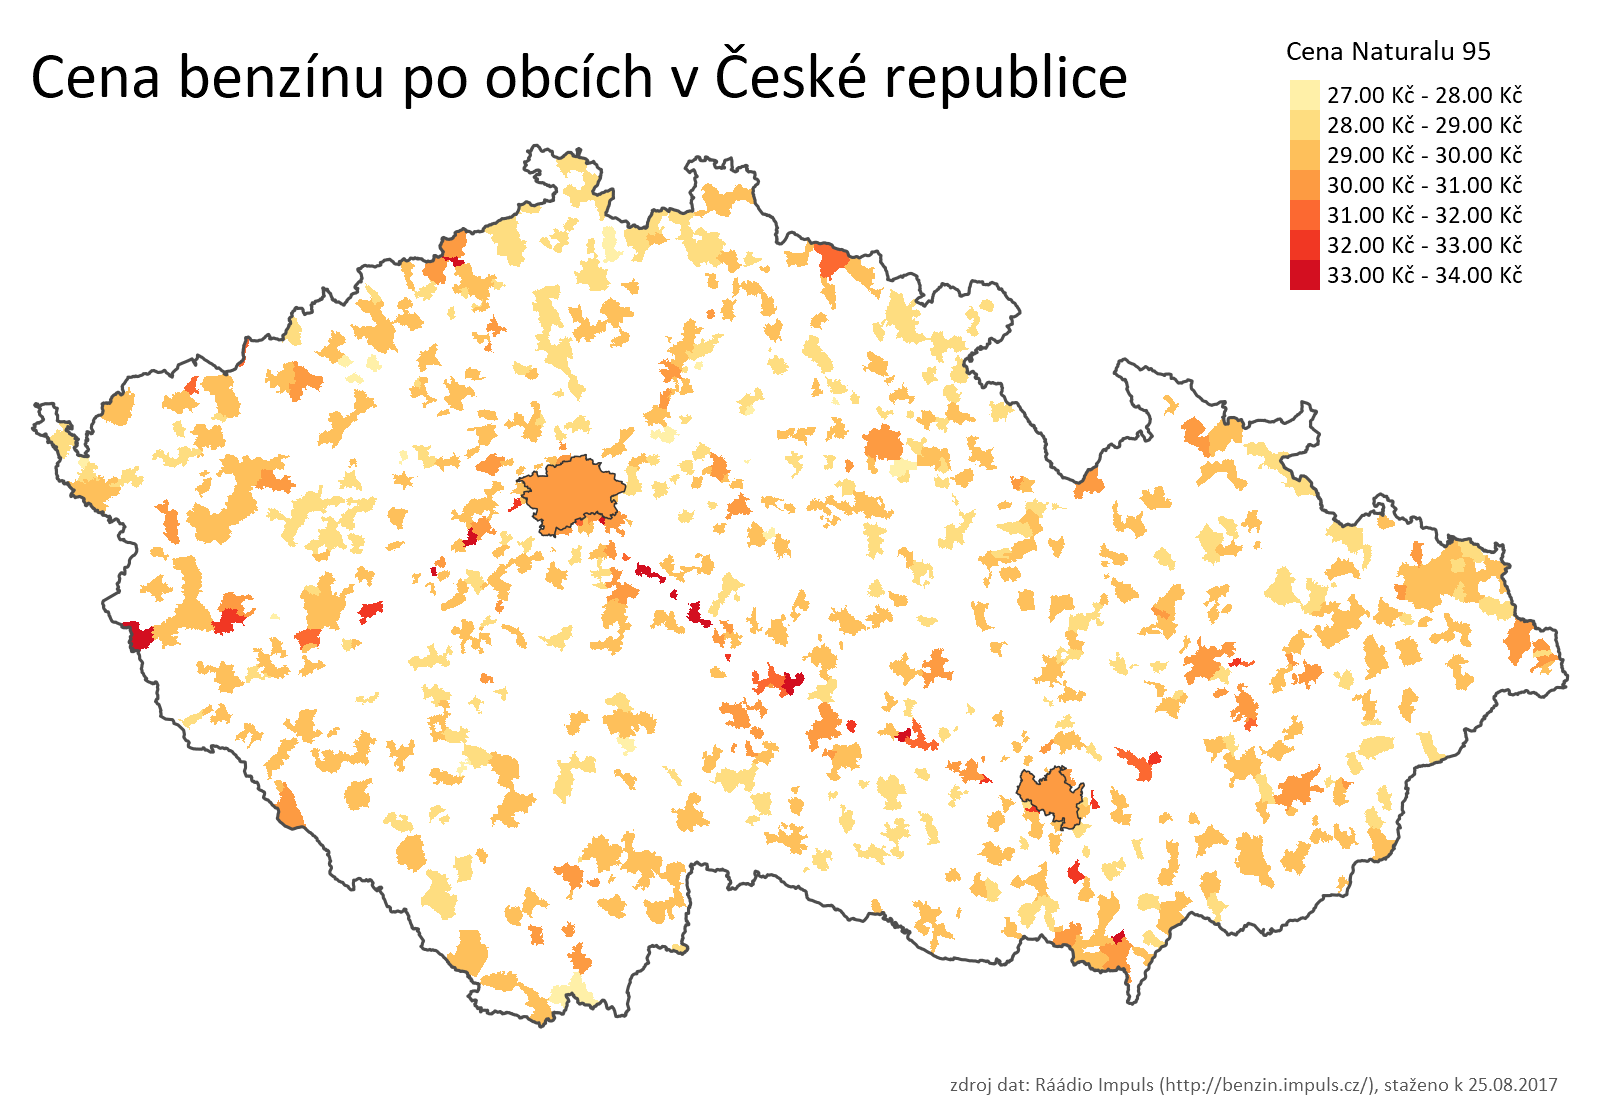 Cena benzínu po obcích v České republice
Cena Naturalu 95
27.00 Kč - 28.00 Kč
28.00 Kč - 29.00 Kč
29.00 Kč - 30.00 Kč
30.00 Kč - 31.00 Kč
31.00 Kč - 32.00 Kč
32.00 Kč - 33.00 Kč
33.00 Kč - 34.00 Kč
zdroj dat: Ráádio Impuls (http://benzin.impuls.cz/), staženo k 25.08.2017